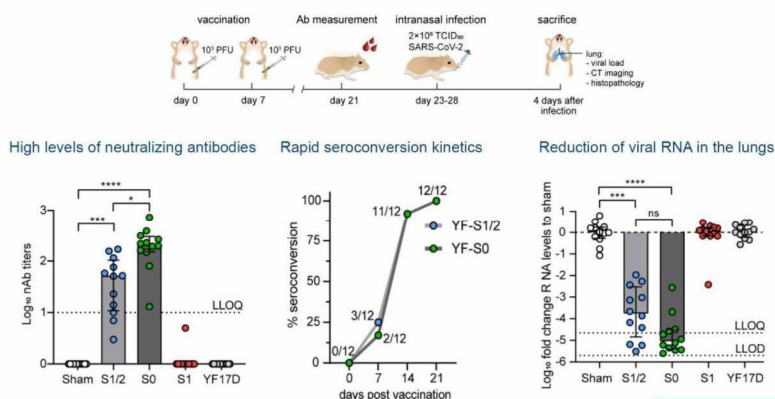 vaccination
Ab measurement
intranasal infection
sacrifice
10³ PFU
10³ PFU
2×10⁶ TCID₅₀
SARS-CoV-2
lung:
- viral load
- CT imaging
- histopathology
day 0
day 7
day 21
day 23-28
4 days after
infection
High levels of neutralizing antibodies
Rapid seroconversion kinetics
Reduction of viral RNA in the lungs
****
***
*
Log₁₀ nAb titers
3
2
1
0
LLOQ
Sham
S1/2
S0
S1
YF17D
% seroconversion
100
75
50
25
0
0/12
3/12
2/12
11/12
12/12
YF-S1/2
YF-S0
0
7
14
21
days post vaccination
****
***
ns
Log₁₀ fold change RNA levels to sham
1
0
-1
-2
-3
-4
-5
-6
LLOQ
LLOD
Sham
S1/2
S0
S1
YF17D